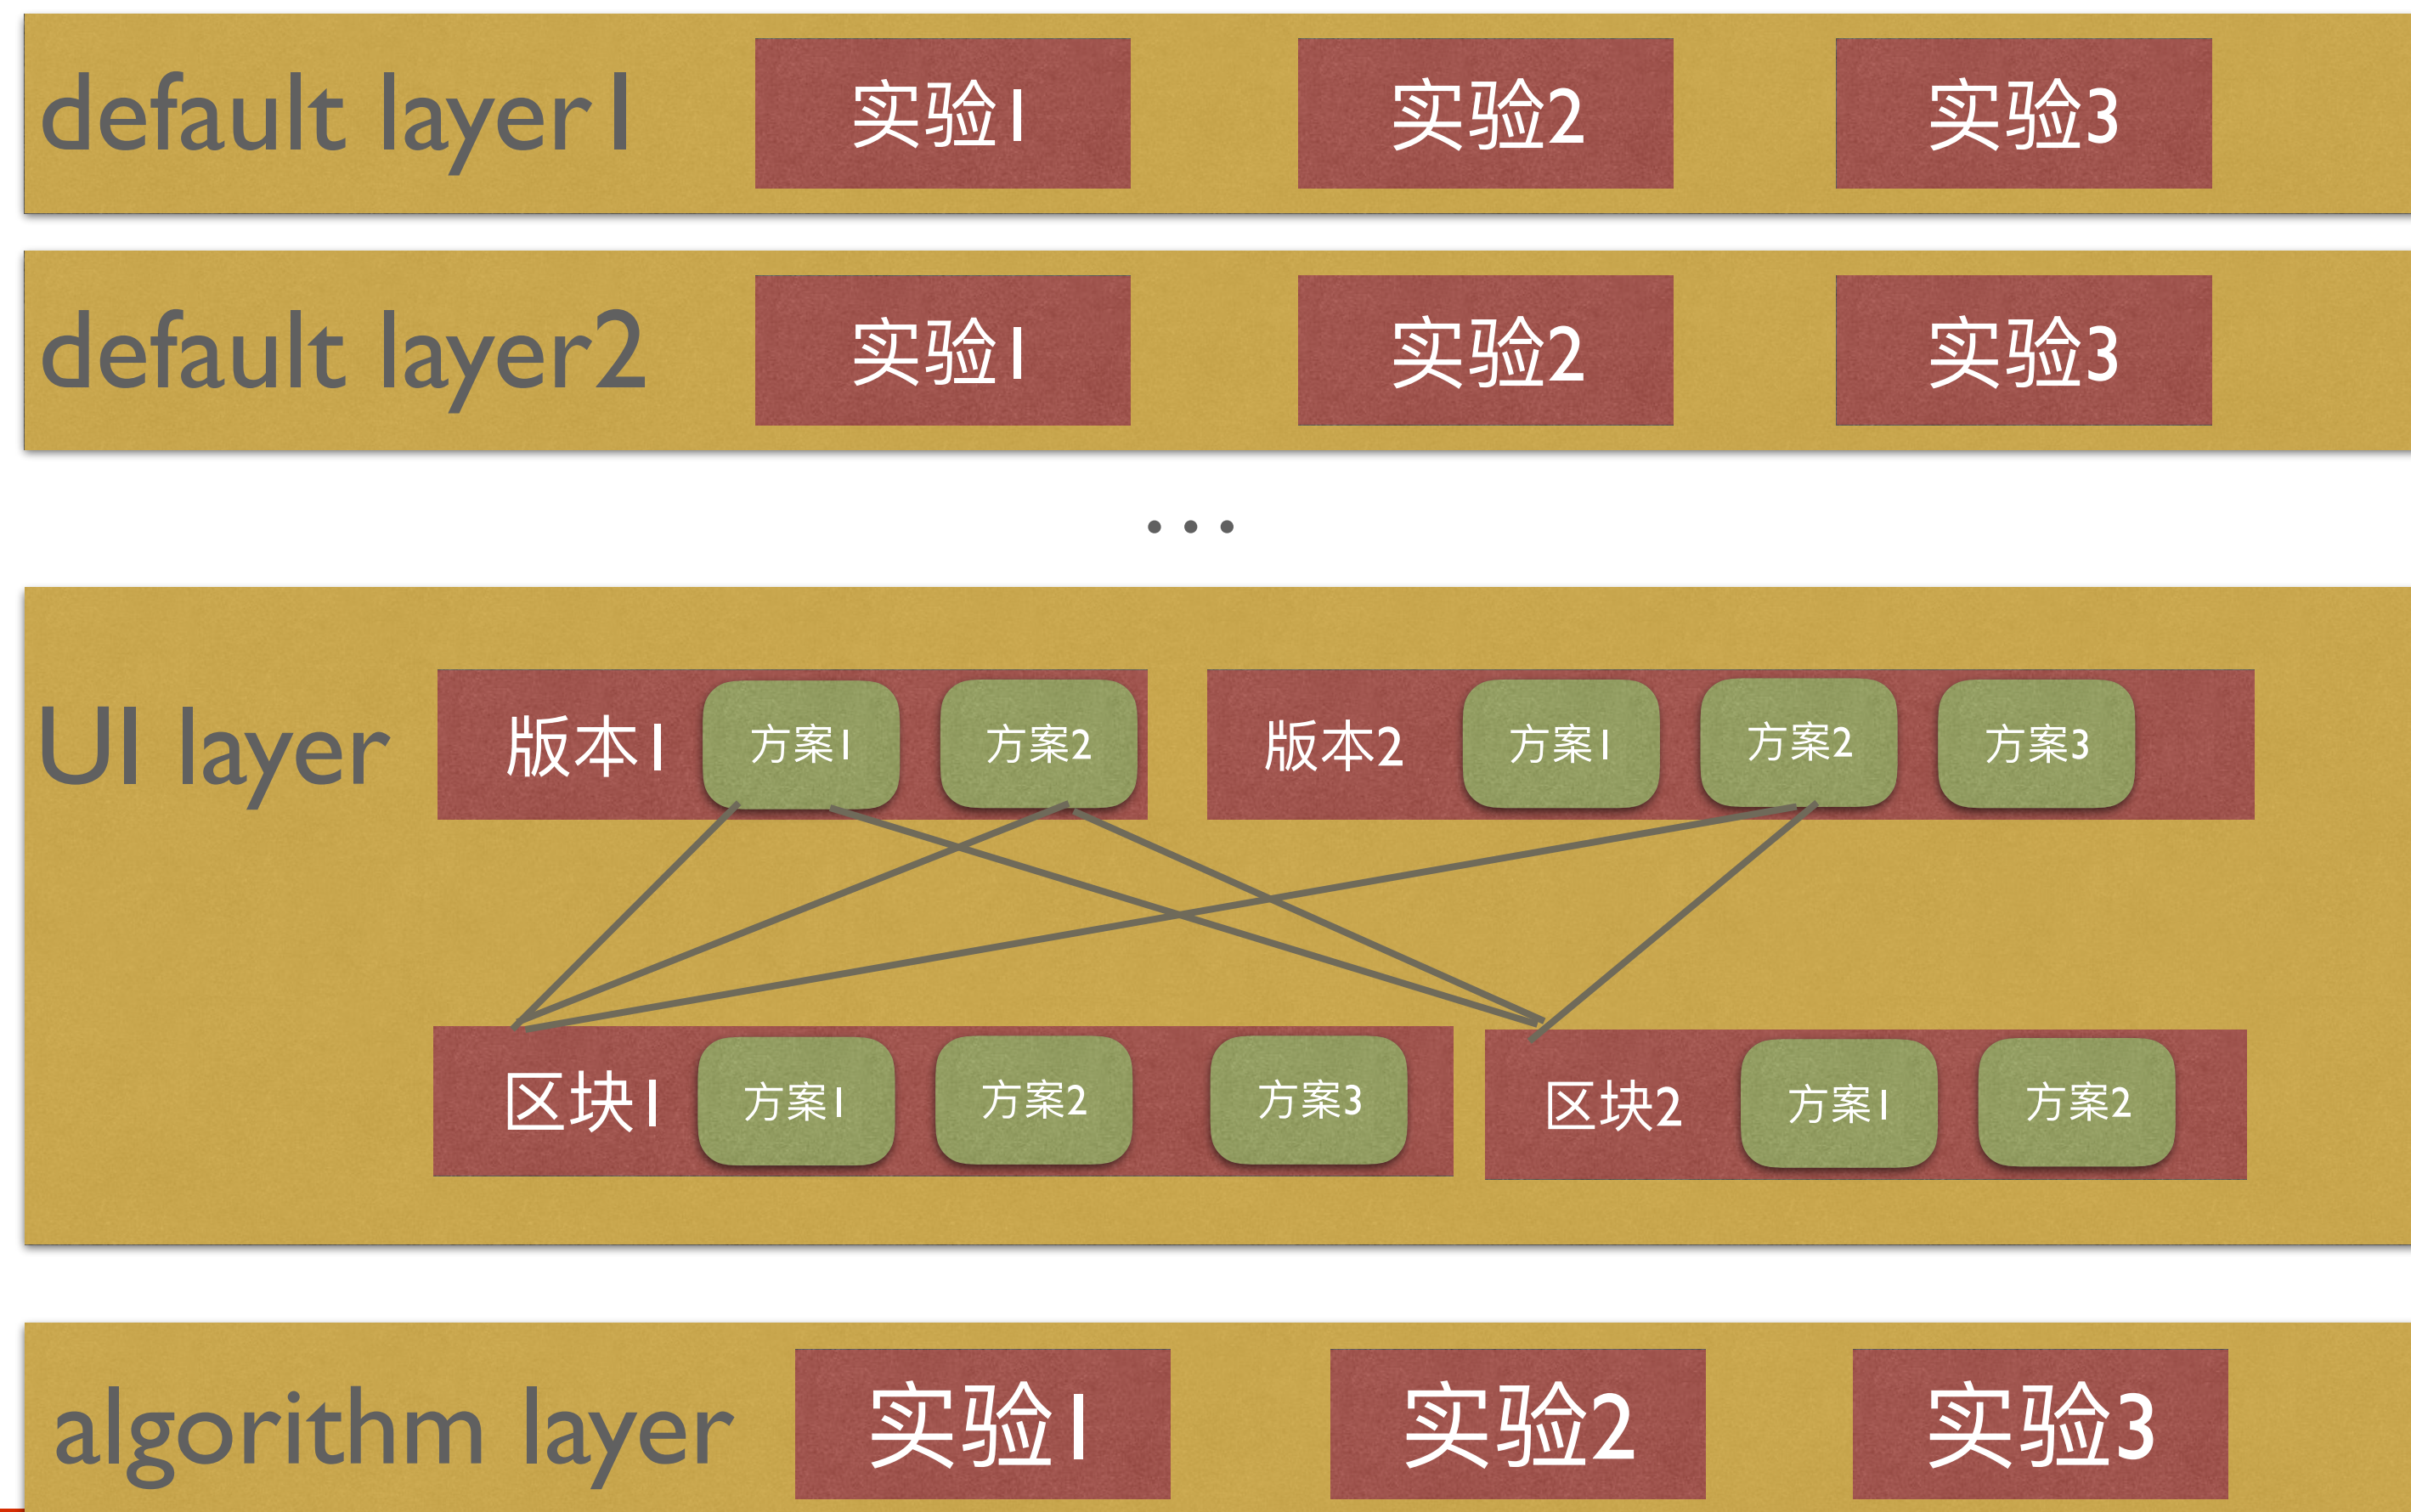 default layer1 实验1 实验2 实验3
default layer2 实验1 实验2 实验3
...
UI layer 版本1 方案1 方案2 版本2 方案1 方案2 方案3
区块1 方案1 方案2 方案3 区块2 方案1 方案2
algorithm layer 实验1 实验2 实验3